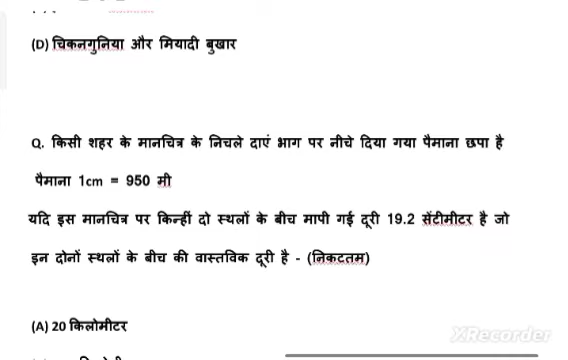 (D) चिकनगुनिया और मियादी बुखार
Q. किसी शहर के मानचित्र के निचले दाएं भाग पर नीचे दिया गया पैमाना छपा है
पैमाना 1cm = 950 मी
यदि इस मानचित्र पर किन्हीं दो स्थलों के बीच मापी गई दूरी 19.2 सेंटीमीटर है जो
इन दोनों स्थलों के बीच की वास्तविक दूरी है - (निकटतम)
(A) 20 किलोमीटर
XRecorder